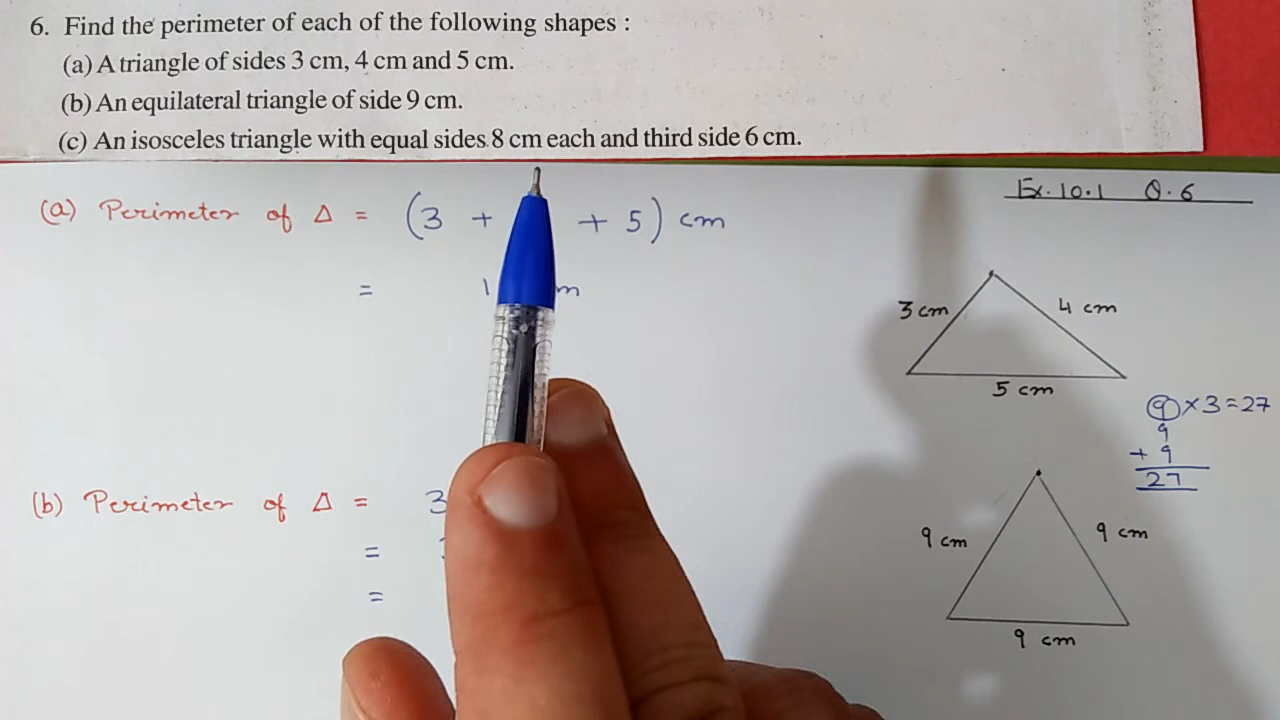 6. Find the perimeter of each of the following shapes :
(a) A triangle of sides 3 cm, 4 cm and 5 cm.
(b) An equilateral triangle of side 9 cm.
(c) An isosceles triangle with equal sides 8 cm each and third side 6 cm.
Ex. 10.1 Q. 6
(a) Perimeter of Δ = (3 + + 5) cm
=
3 cm
4 cm
5 cm
9 × 3 = 27
9
+ 9
27
(b) Perimeter of Δ = 3
=
=
9 cm
9 cm
9 cm